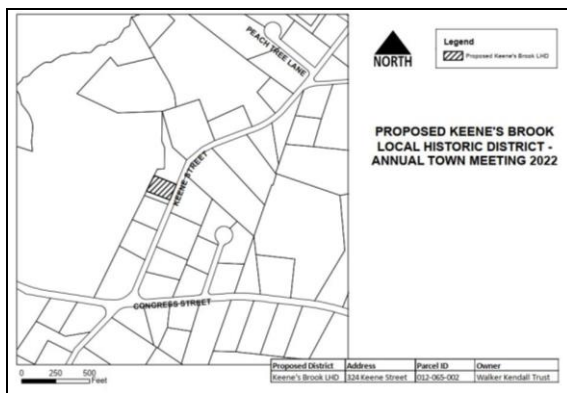 PEACH TREE LANE
KEENE STREET
CONGRESS STREET
NORTH
Legend
Proposed Keene's Brook LHD
PROPOSED KEENE'S BROOK
LOCAL HISTORIC DISTRICT -
ANNUAL TOWN MEETING 2022
0 250 500
Feet
Proposed District Address Parcel ID Owner
Keene's Brook LHD 324 Keene Street 012-065-002 Walker Kendall Trust